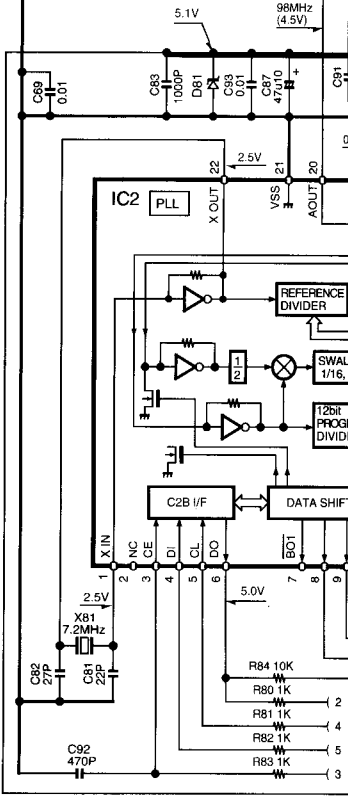 5.1V
98MHz
(4.5V)
C69
0.01
C83
1000P
D81
C93
0.01
C87
47u10
+
C91
22
2.5V
21
20
IC2
PLL
X OUT
VSS
AOUT
REFERENCE
DIVIDER
1
2
SWAL
1/16,
12bit
PROG
DIVID
C2B I/F
DATA SHIFT
X IN
NC
CE
DI
CL
DO
BO1
1
2
3
4
5
6
7
8
9
2.5V
5.0V
X81
7.2MHz
C82
27P
C81
22P
R84 10K
R80 1K
2
R81 1K
4
R82 1K
5
R83 1K
3
C92
470P